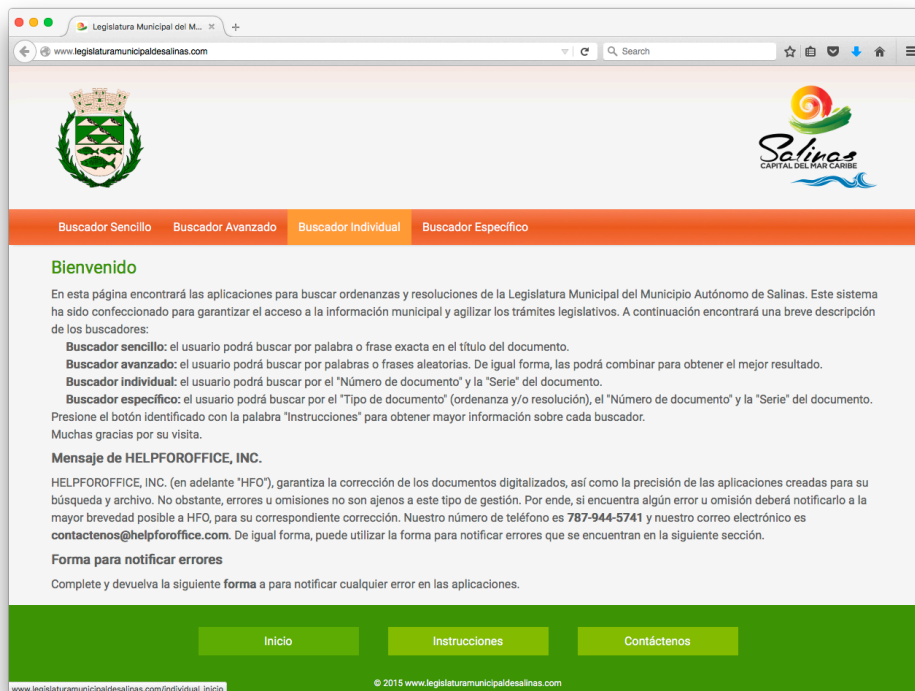 Legislatura Municipal del M...
www.legislaturamunicipaldesalinas.com
Search
Salinas
CAPITAL DEL MAR CARIBE
Buscador Sencillo Buscador Avanzado Buscador Individual Buscador Específico
Bienvenido
En esta página encontrará las aplicaciones para buscar ordenanzas y resoluciones de la Legislatura Municipal del Municipio Autónomo de Salinas. Este sistema
ha sido confeccionado para garantizar el acceso a la información municipal y agilizar los trámites legislativos. A continuación encontrará una breve descripción
de los buscadores:
Buscador sencillo: el usuario podrá buscar por palabra o frase exacta en el título del documento.
Buscador avanzado: el usuario podrá buscar por palabras o frases aleatorias. De igual forma, las podrá combinar para obtener el mejor resultado.
Buscador individual: el usuario podrá buscar por el "Número de documento" y la "Serie" del documento.
Buscador específico: el usuario podrá buscar por el "Tipo de documento" (ordenanza y/o resolución), el "Número de documento" y la "Serie" del documento.
Presione el botón identificado con la palabra "Instrucciones" para obtener mayor información sobre cada buscador.
Muchas gracias por su visita.
Mensaje de HELPFOROFFICE, INC.
HELPFOROFFICE, INC. (en adelante "HFO"), garantiza la corrección de los documentos digitalizados, así como la precisión de las aplicaciones creadas para su
búsqueda y archivo. No obstante, errores u omisiones no son ajenos a este tipo de gestión. Por ende, si encuentra algún error u omisión deberá notificarlo a la
mayor brevedad posible a HFO, para su correspondiente corrección. Nuestro número de teléfono es 787-944-5741 y nuestro correo electrónico es
contactenos@helpforoffice.com. De igual forma, puede utilizar la forma para notificar errores que se encuentran en la siguiente sección.
Forma para notificar errores
Complete y devuelva la siguiente forma a para notificar cualquier error en las aplicaciones.
Inicio Instrucciones Contáctenos
© 2015 www.legislaturamunicipaldesalinas.com
www.legislaturamunicipaldesalinas.com/individual_inicio